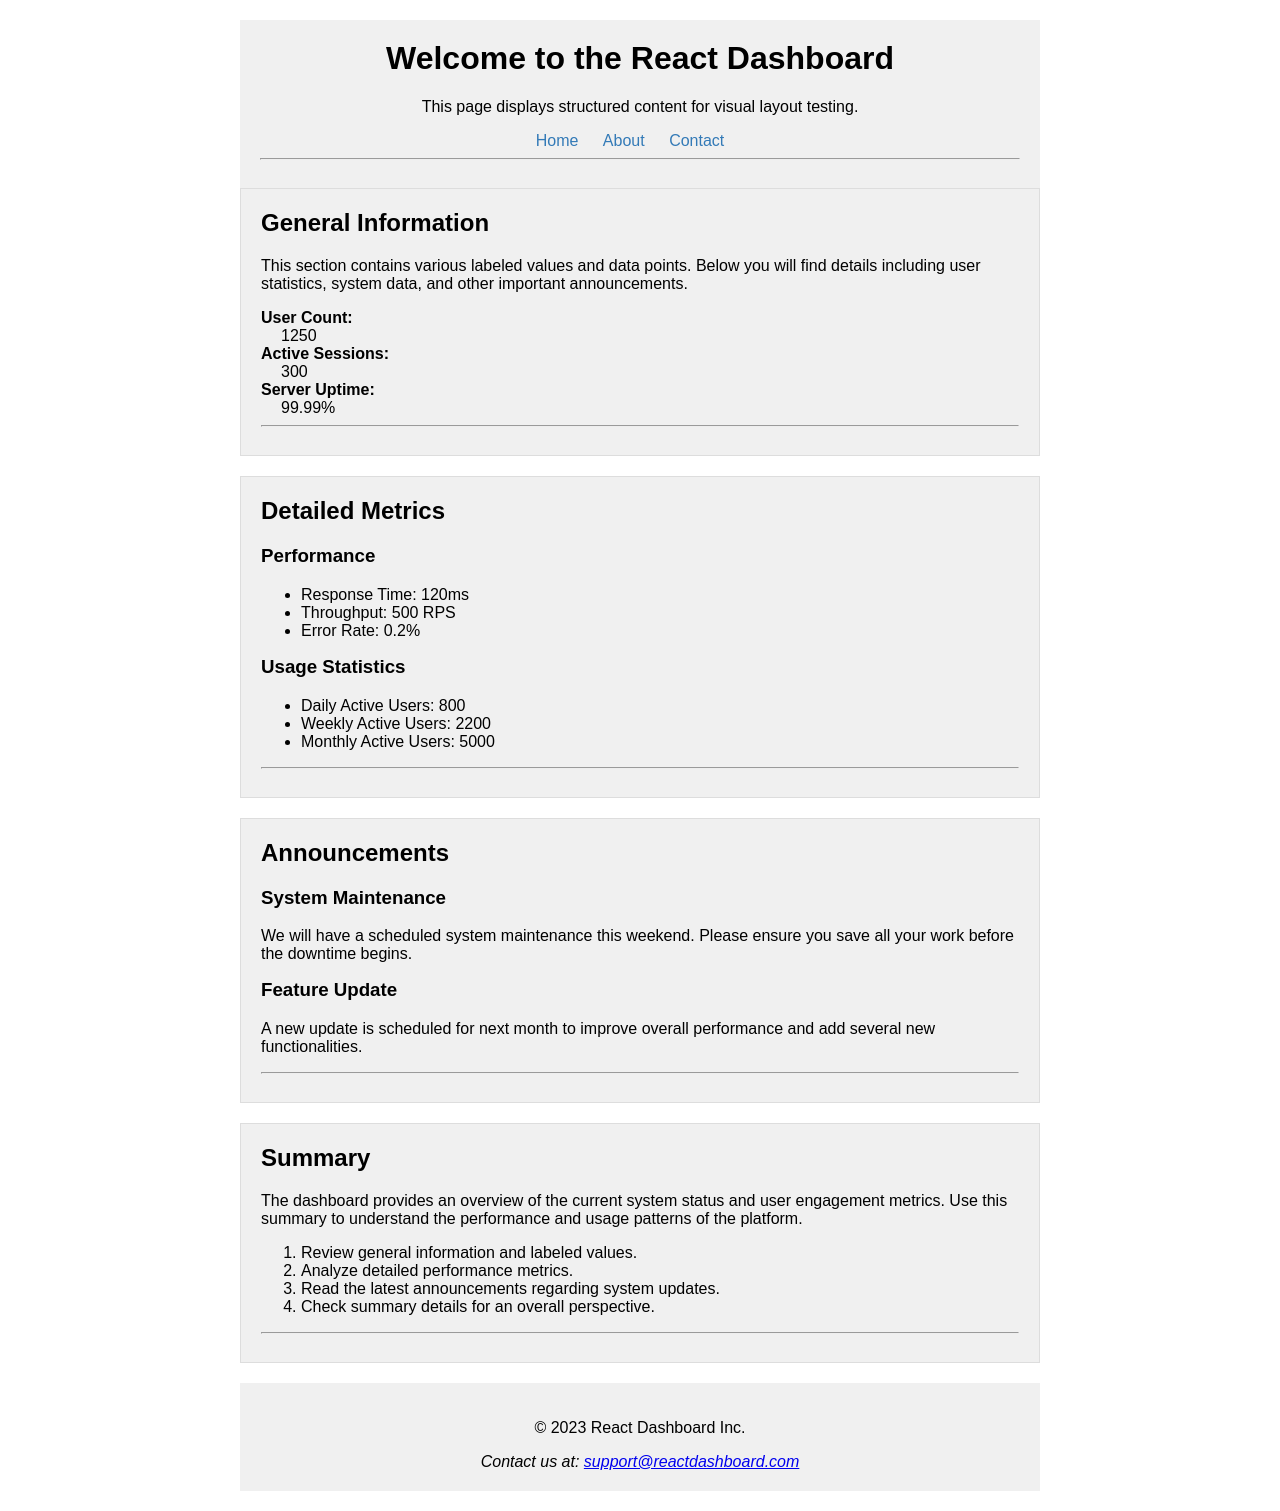 Welcome to the React Dashboard
This page displays structured content for visual layout testing.
Home About Contact
General Information
This section contains various labeled values and data points. Below you will find details including user
statistics, system data, and other important announcements.
User Count:
1250
Active Sessions:
300
Server Uptime:
99.99%
Detailed Metrics
Performance
• Response Time: 120ms
• Throughput: 500 RPS
• Error Rate: 0.2%
Usage Statistics
• Daily Active Users: 800
• Weekly Active Users: 2200
• Monthly Active Users: 5000
Announcements
System Maintenance
We will have a scheduled system maintenance this weekend. Please ensure you save all your work before
the downtime begins.
Feature Update
A new update is scheduled for next month to improve overall performance and add several new
functionalities.
Summary
The dashboard provides an overview of the current system status and user engagement metrics. Use this
summary to understand the performance and usage patterns of the platform.
1. Review general information and labeled values.
2. Analyze detailed performance metrics.
3. Read the latest announcements regarding system updates.
4. Check summary details for an overall perspective.
© 2023 React Dashboard Inc.
Contact us at: support@reactdashboard.com